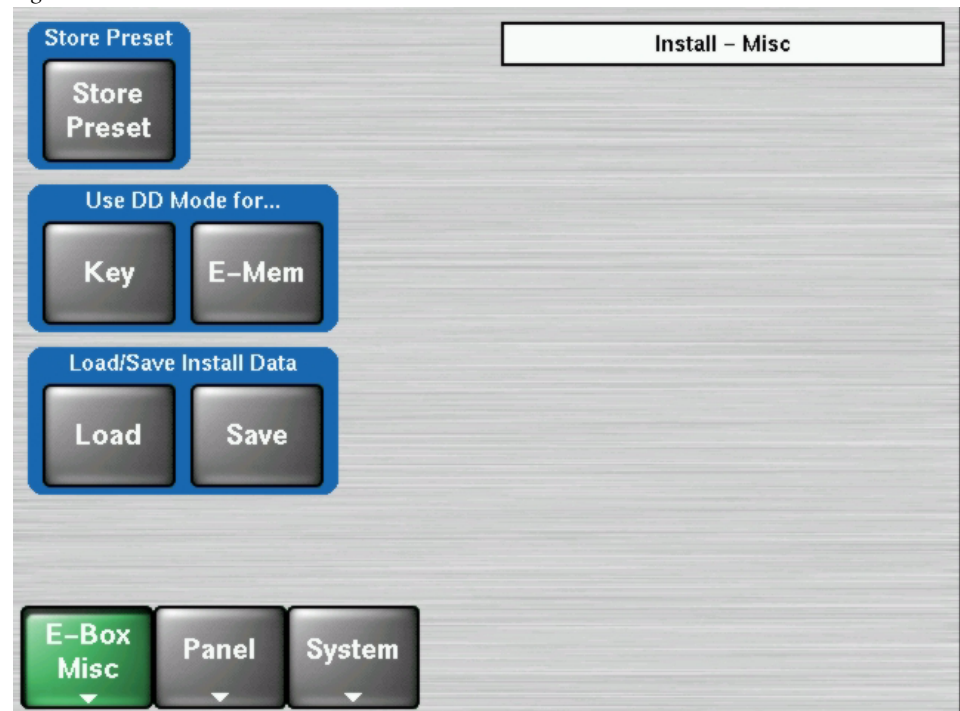 Store Preset
Install – Misc
Store
Preset
Use DD Mode for...
Key
E–Mem
Load/Save Install Data
Load
Save
E–Box
Misc
Panel
System